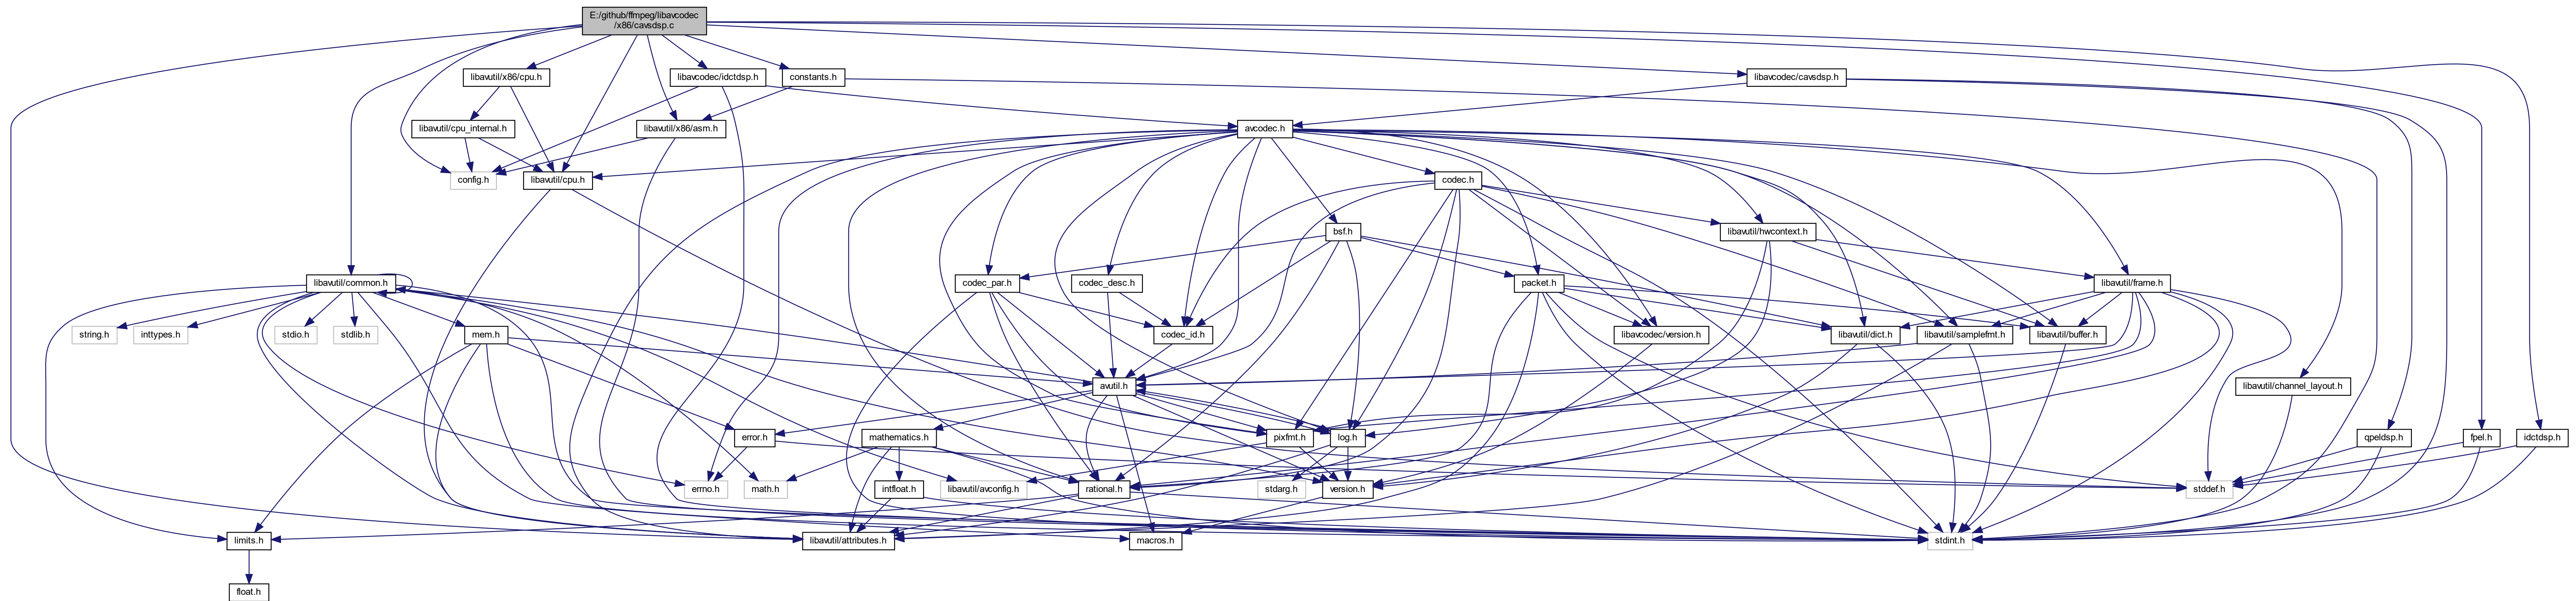 E:/github/ffmpeg/libavcodec
/x86/cavsdsp.c
libavutil/x86/cpu.h
libavcodec/idctdsp.h
constants.h
libavcodec/cavsdsp.h
libavutil/cpu_internal.h
libavutil/x86/asm.h
avcodec.h
config.h
libavutil/cpu.h
codec.h
bsf.h
libavutil/hwcontext.h
libavutil/common.h
codec_par.h
codec_desc.h
packet.h
libavutil/frame.h
string.h
inttypes.h
stdio.h
stdlib.h
mem.h
codec_id.h
libavcodec/version.h
libavutil/dict.h
libavutil/samplefmt.h
libavutil/buffer.h
avutil.h
libavutil/channel_layout.h
error.h
mathematics.h
pixfmt.h
log.h
qpeldsp.h
fpel.h
idctdsp.h
errno.h
math.h
intfloat.h
libavutil/avconfig.h
rational.h
stdarg.h
version.h
stddef.h
limits.h
libavutil/attributes.h
macros.h
stdint.h
float.h